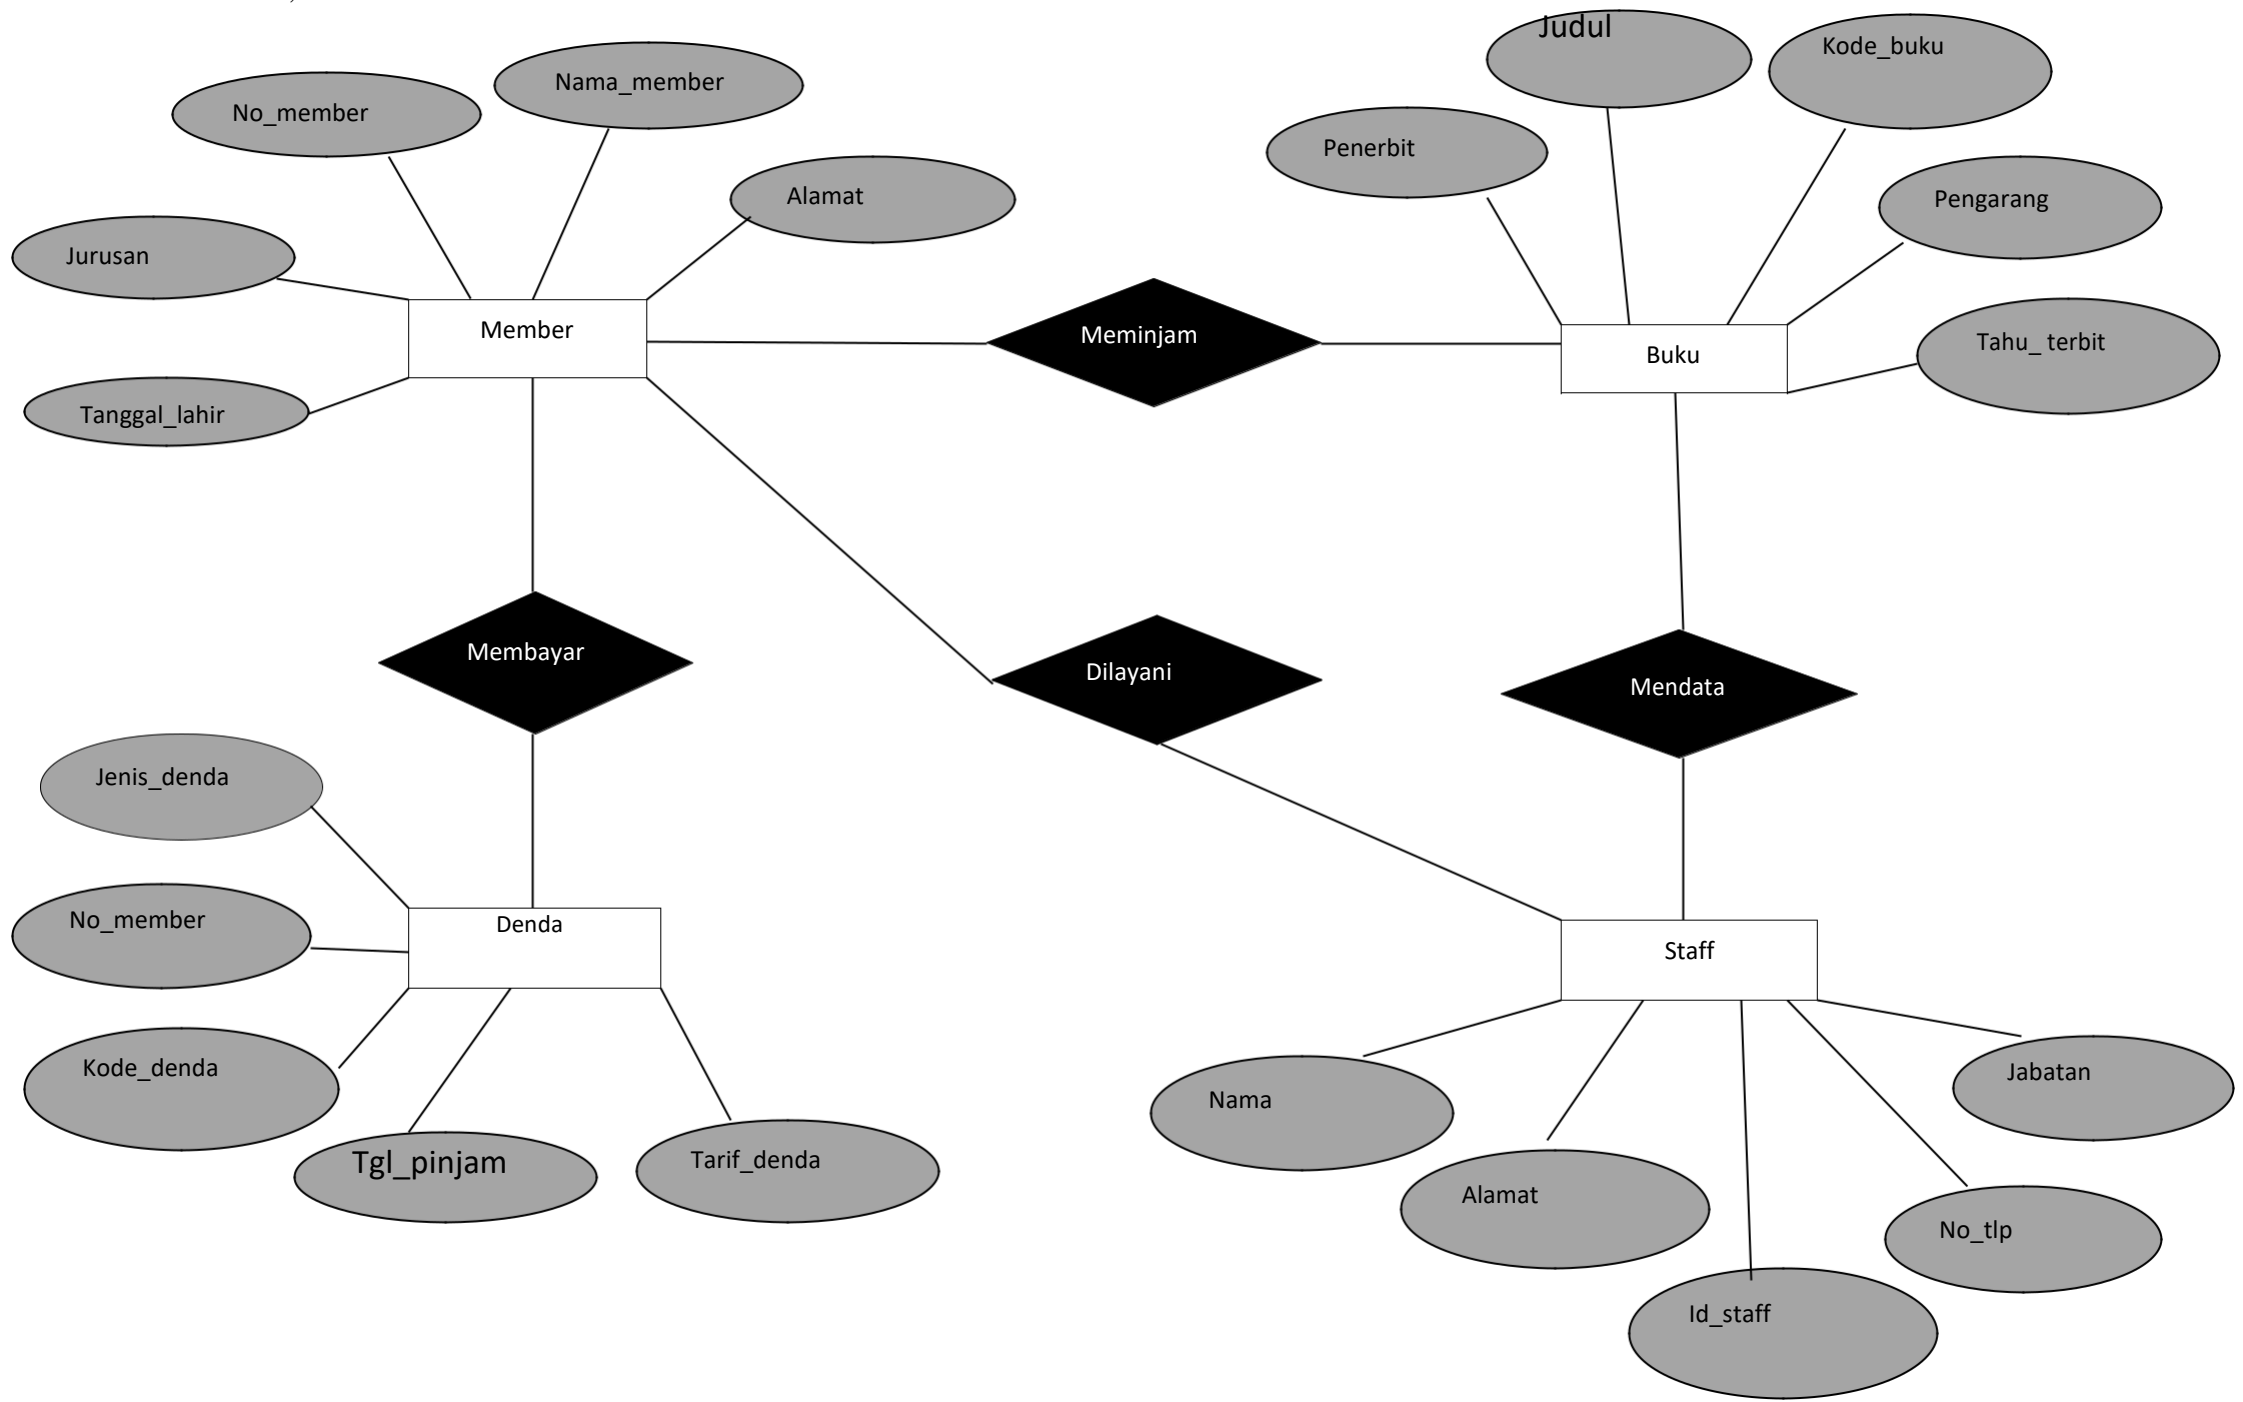 Judul
Kode_buku
Nama_member
No_member
Penerbit
Alamat
Pengarang
Jurusan
Member
Meminjam
Buku
Tahu_ terbit
Tanggal_lahir
Membayar
Dilayani
Mendata
Jenis_denda
No_member
Denda
Staff
Kode_denda
Nama
Jabatan
Tgl_pinjam
Tarif_denda
Alamat
No_tlp
Id_staff